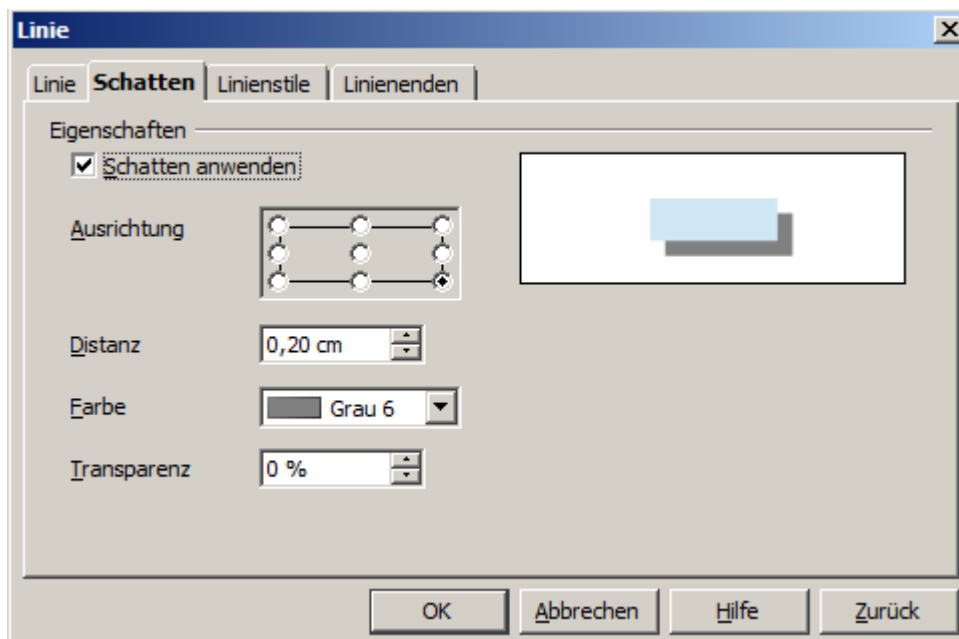 Linie
Linie Schatten Linienstile Linienenden
Eigenschaften
Schatten anwenden
Ausrichtung
Distanz 0,20 cm
Farbe Grau 6
Transparenz 0 %
OK Abbrechen Hilfe Zurück